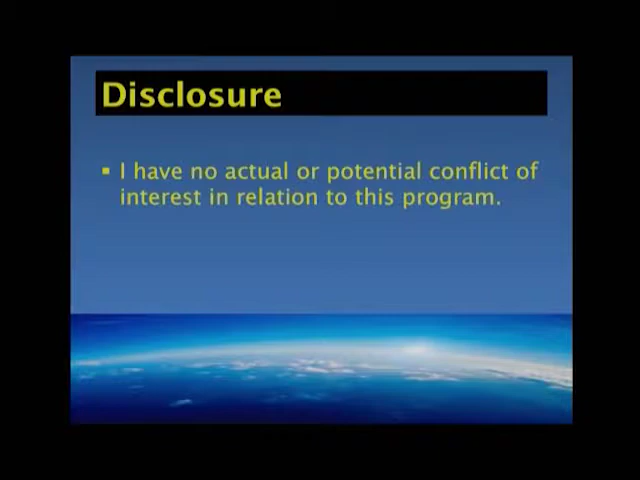 Disclosure
▪ I have no actual or potential conflict of
interest in relation to this program.